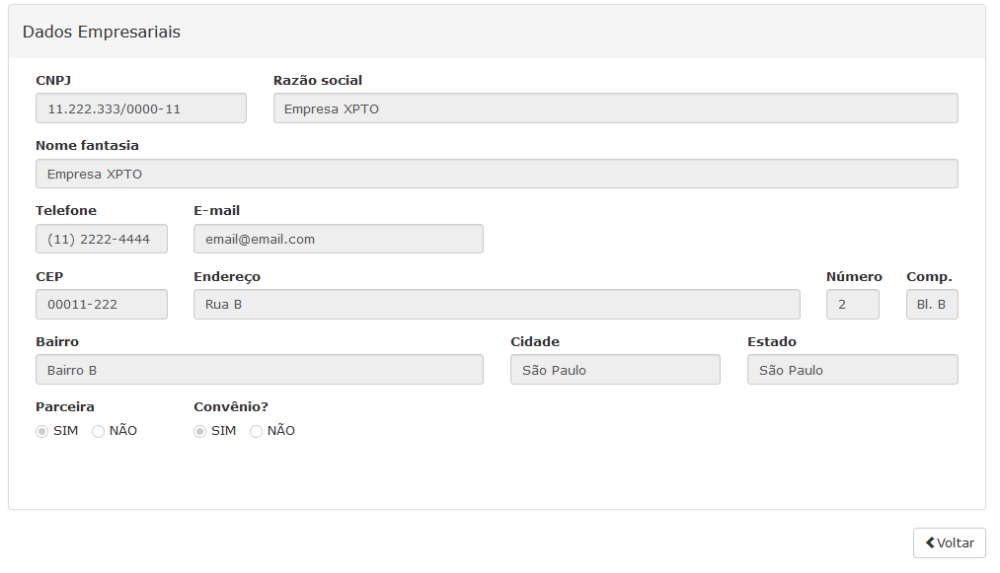 Dados Empresariais
CNPJ Razão social
11.222.333/0000-11 Empresa XPTO
Nome fantasia
Empresa XPTO
Telefone E-mail
(11) 2222-4444 email@email.com
CEP Endereço Número Comp.
00011-222 Rua B 2 Bl. B
Bairro Cidade Estado
Bairro B São Paulo São Paulo
Parceira Convênio?
SIM NÃO SIM NÃO
Voltar